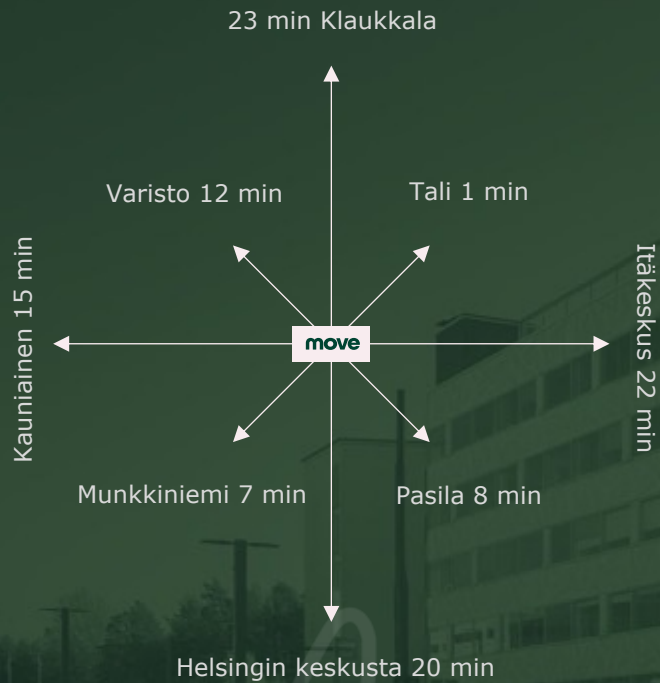 23 min Klaukkala
Varisto 12 min
Tali 1 min
Kauniainen 15 min
Itäkeskus 22 min
move
Munkkiniemi 7 min
Pasila 8 min
Helsingin keskusta 20 min